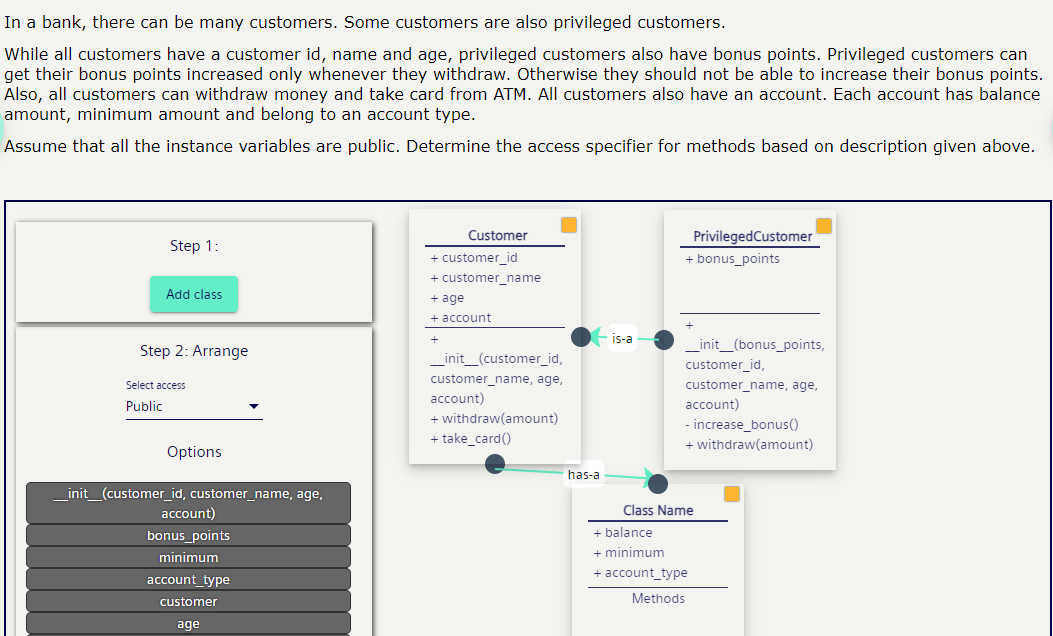 In a bank, there can be many customers. Some customers are also privileged customers.
While all customers have a customer id, name and age, privileged customers also have bonus points. Privileged customers can
get their bonus points increased only whenever they withdraw. Otherwise they should not be able to increase their bonus points.
Also, all customers can withdraw money and take card from ATM. All customers also have an account. Each account has balance
amount, minimum amount and belong to an account type.
Assume that all the instance variables are public. Determine the access specifier for methods based on description given above.
Step 1:
Add class
Step 2: Arrange
Select access
Public
Options
__init__(customer_id, customer_name, age,
account)
bonus_points
minimum
account_type
customer
age
Customer
+ customer_id
+ customer_name
+ age
+ account
+
__init__(customer_id,
customer_name, age,
account)
+ withdraw(amount)
+ take_card()
is-a
PrivilegedCustomer
+ bonus_points
+
__init__(bonus_points,
customer_id,
customer_name, age,
account)
- increase_bonus()
+ withdraw(amount)
has-a
Class Name
+ balance
+ minimum
+ account_type
Methods